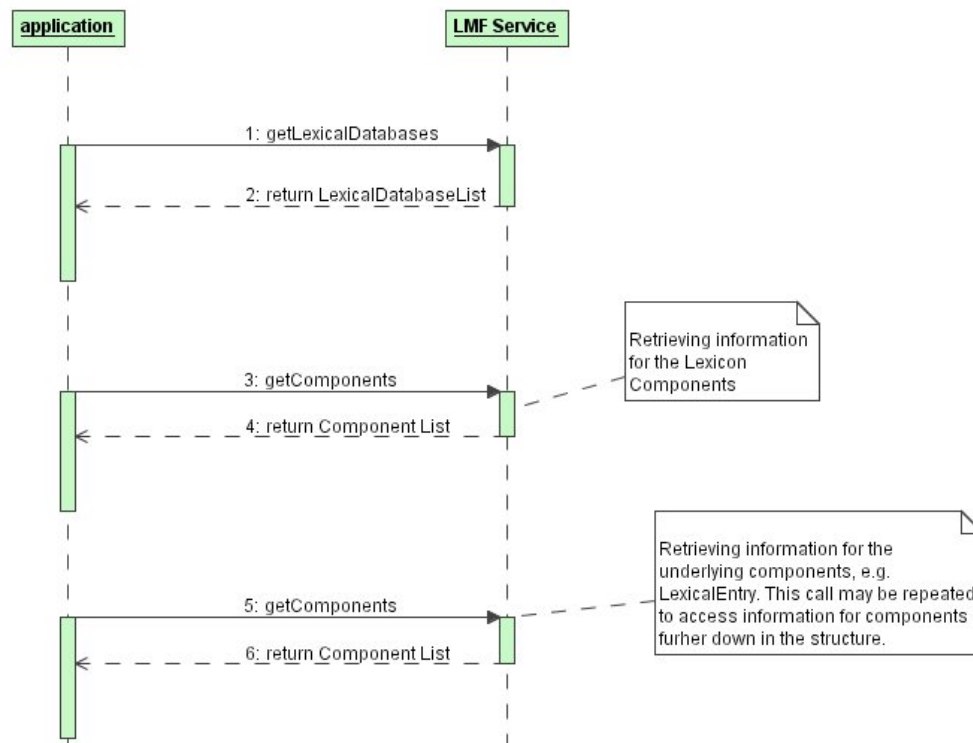 application
LMF Service
1: getLexicalDatabases
2: return LexicalDatabaseList
Retrieving information
for the Lexicon
Components
3: getComponents
4: return Component List
Retrieving information for the
underlying components, e.g.
LexicalEntry. This call may be repeated
to access information for components
furher down in the structure.
5: getComponents
6: return Component List